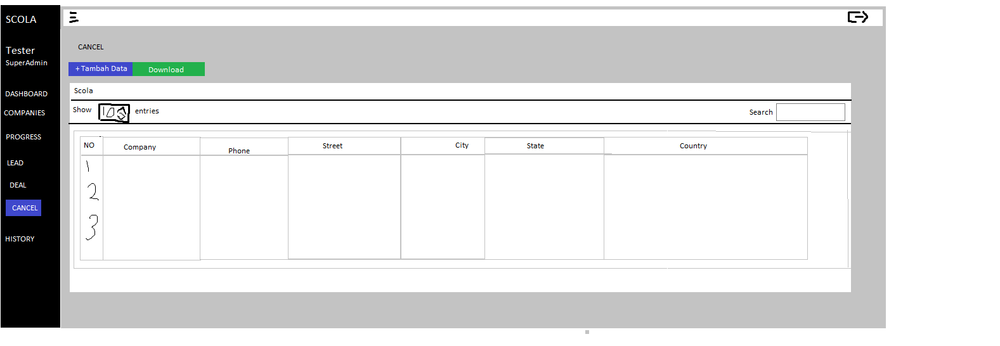 SCOLA
Tester
SuperAdmin
DASHBOARD
COMPANIES
PROGRESS
LEAD
DEAL
CANCEL
HISTORY
CANCEL
+ Tambah Data Download
Scola
Show 10 entries Search
NO Company Phone Street City State Country
1
2
3